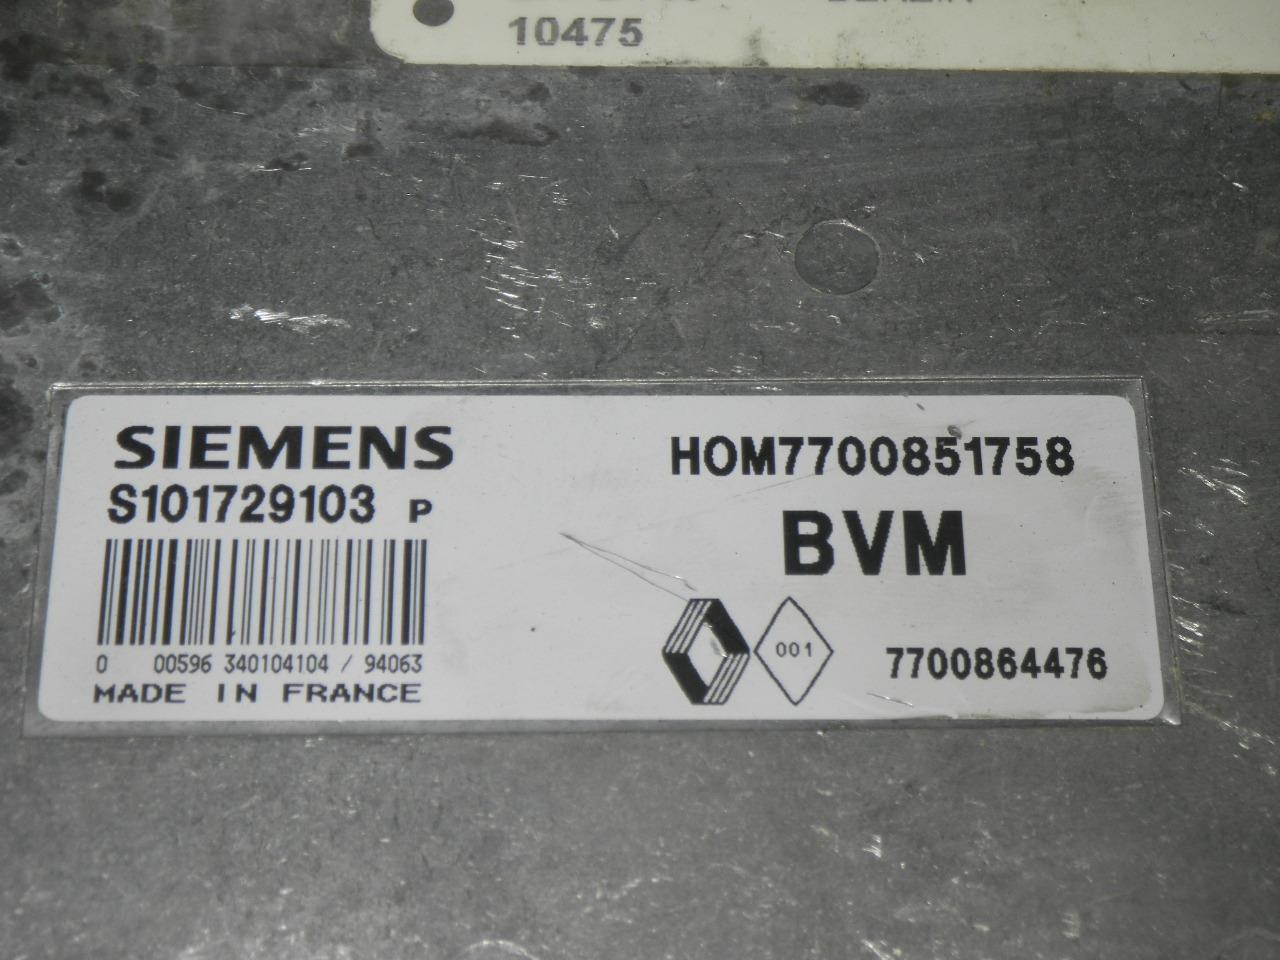 10475
SIEMENS
S101729103 P
0 00596 340104104 / 94063
MADE IN FRANCE
HOM7700851758
BVM
001
7700864476